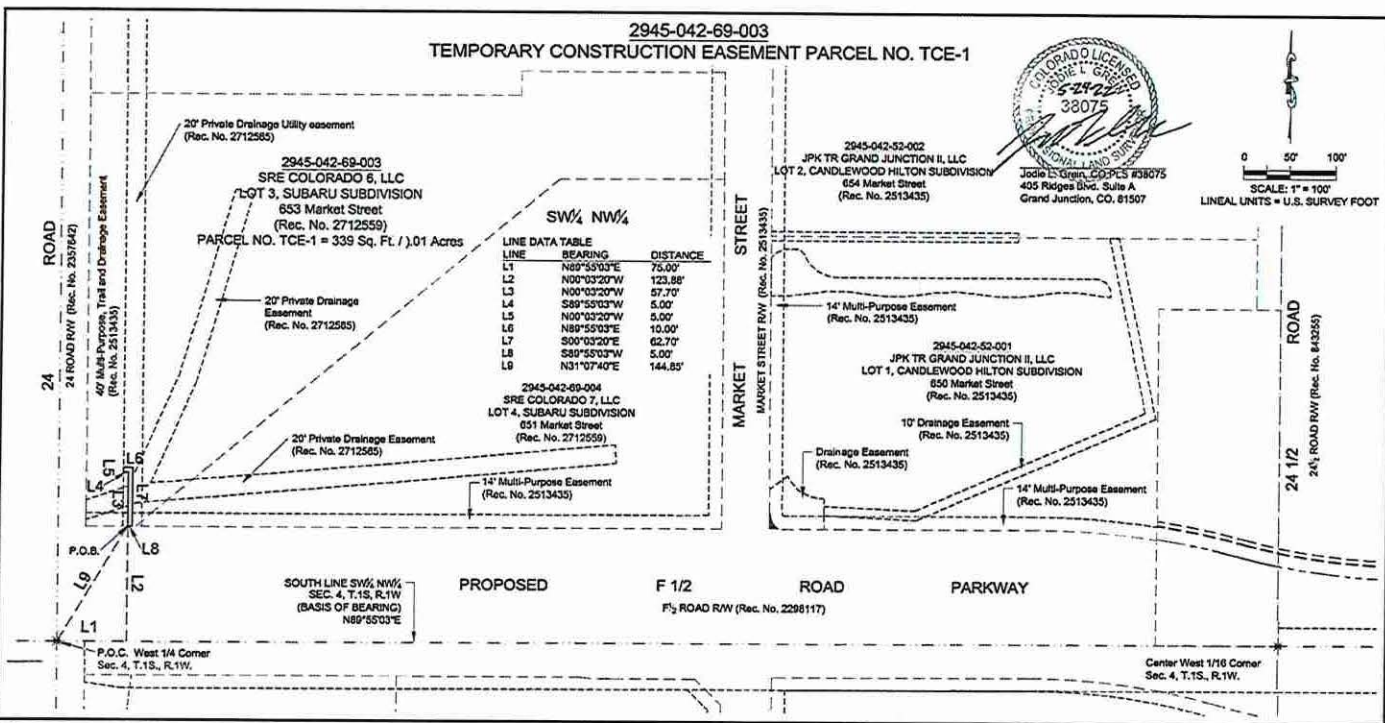 2945-042-69-003
TEMPORARY CONSTRUCTION EASEMENT PARCEL NO. TCE-1
COLORADO LICENSED
JODIE L GREIN
5-24-22
38075
PROFESSIONAL LAND SURVEYOR
Jodie L. Grein, CO PLS #38075
405 Ridges Blvd. Suite A
Grand Junction, CO. 81507
0 50' 100'
SCALE: 1" = 100'
LINEAL UNITS = U.S. SURVEY FOOT
24 ROAD
24 ROAD R/W (Rec. No. 2357642)
40' Multi-Purpose, Trail and Drainage Easement
(Rec. No. 2513435)
20' Private Drainage Utility easement
(Rec. No. 2712565)
2945-042-69-003
SRE COLORADO 6, LLC
LOT 3, SUBARU SUBDIVISION
653 Market Street
(Rec. No. 2712559)
PARCEL NO. TCE-1 = 339 Sq. Ft. / ).01 Acres
20' Private Drainage
Easement
(Rec. No. 2712565)
SW¼ NW¼
LINE DATA TABLE
LINE BEARING DISTANCE
L1 N89°55'03"E 75.00'
L2 N00°03'20"W 123.88'
L3 N00°03'20"W 57.70'
L4 S89°55'03"W 5.00'
L5 N00°03'20"W 5.00'
L6 N89°55'03"E 10.00'
L7 S00°03'20"E 62.70'
L8 S89°55'03"W 5.00'
L9 N31°07'40"E 144.85'
2945-042-69-004
SRE COLORADO 7, LLC
LOT 4, SUBARU SUBDIVISION
651 Market Street
(Rec. No. 2712559)
20' Private Drainage Easement
(Rec. No. 2712565)
14' Multi-Purpose Easement
(Rec. No. 2513435)
MARKET STREET
MARKET STREET R/W (Rec. No. 2513435)
2945-042-52-002
JPK TR GRAND JUNCTION II, LLC
LOT 2, CANDLEWOOD HILTON SUBDIVISION
654 Market Street
(Rec. No. 2513435)
14' Multi-Purpose Easement
(Rec. No. 2513435)
2945-042-52-001
JPK TR GRAND JUNCTION II, LLC
LOT 1, CANDLEWOOD HILTON SUBDIVISION
650 Market Street
(Rec. No. 2513435)
10' Drainage Easement
(Rec. No. 2513435)
Drainage Easement
(Rec. No. 2513435)
14' Multi-Purpose Easement
(Rec. No. 2513435)
24 1/2 ROAD
24½ ROAD R/W (Rec. No. 843255)
L5
L6
L4
L3
L7
P.O.B.
L8
L9
L2
L1
SOUTH LINE SW¼ NW¼
SEC. 4, T.1S, R.1W
(BASIS OF BEARING)
N89°55'03"E
PROPOSED F 1/2 ROAD PARKWAY
F½ ROAD R/W (Rec. No. 2298117)
P.O.C. West 1/4 Corner
Sec. 4, T.1S., R.1W.
Center West 1/16 Corner
Sec. 4, T.1S., R.1W.